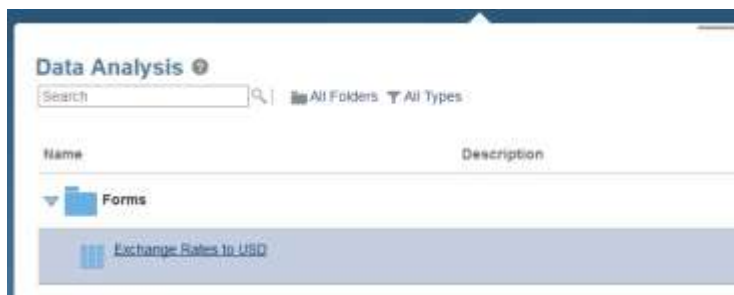 Data Analysis ?
Search All Folders All Types
Name Description
Forms
Exchange Rates to USD